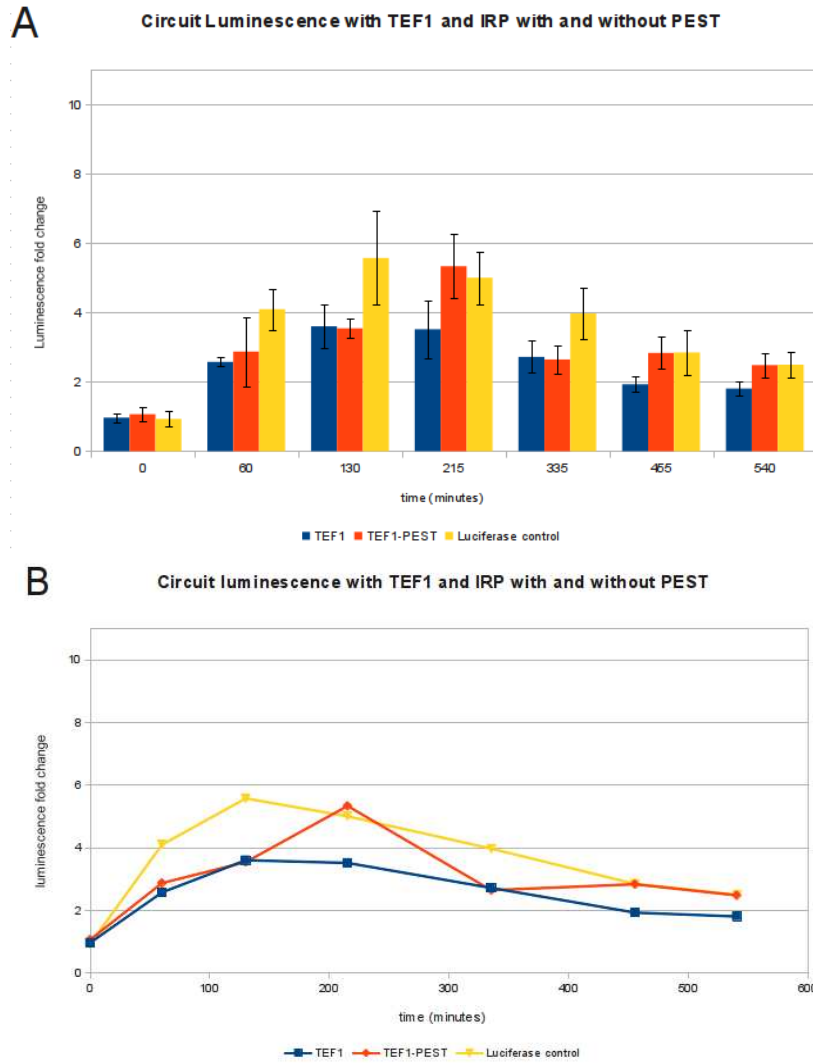 A
Circuit Luminescence with TEF1 and IRP with and without PEST
10
8
6
4
2
0
Luminescence fold change
0 60 130 215 335 455 540
time (minutes)
TEF1 TEF1-PEST Luciferase control
B
Circuit luminescence with TEF1 and IRP with and without PEST
10
8
6
4
2
0
luminescence fold change
0 100 200 300 400 500 600
time (minutes)
TEF1 TEF1-PEST Luciferase control